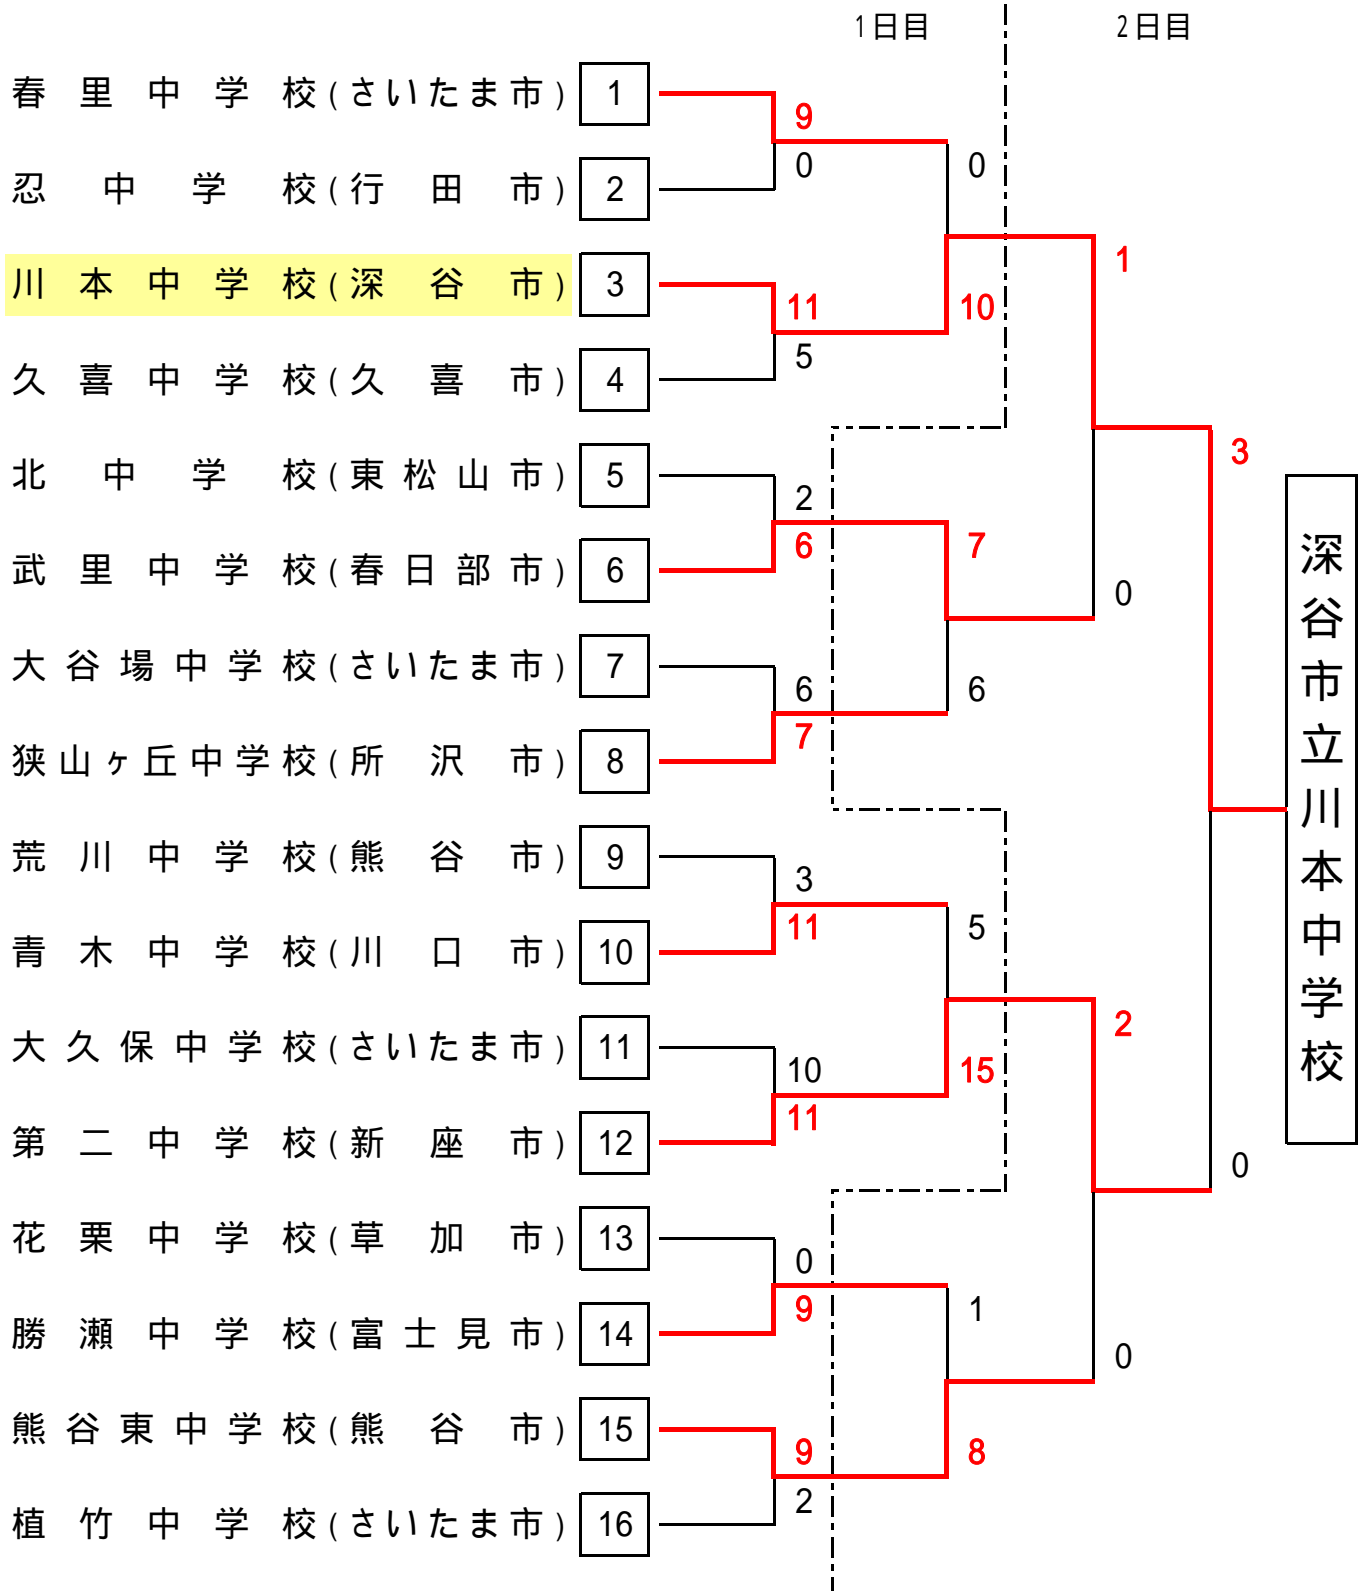 1日目 2日目
春里中学校(さいたま市) 1
9
0
0
忍中学校(行田市) 2
1
川本中学校(深谷市) 3
11
10
5
久喜中学校(久喜市) 4
3
北中学校(東松山市) 5
2
6
7
武里中学校(春日部市) 6
0
大谷場中学校(さいたま市) 7
6
6
7
狭山ヶ丘中学校(所沢市) 8
深谷市立川本中学校
荒川中学校(熊谷市) 9
3
11
5
青木中学校(川口市) 10
2
大久保中学校(さいたま市) 11
10
15
11
第二中学校(新座市) 12
0
花栗中学校(草加市) 13
0
9
1
勝瀬中学校(富士見市) 14
0
熊谷東中学校(熊谷市) 15
9
8
2
植竹中学校(さいたま市) 16